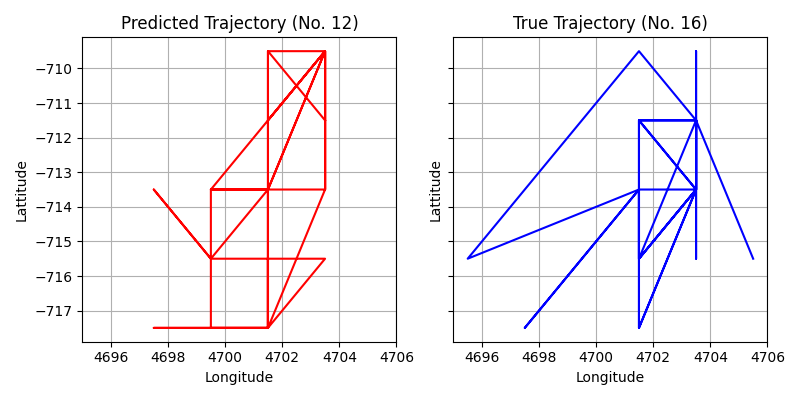 Predicted Trajectory (No. 12)
True Trajectory (No. 16)
−710
−711
−712
−713
−714
−715
−716
−717
Lattitude
Lattitude
4696 4698 4700 4702 4704 4706
4696 4698 4700 4702 4704 4706
Longitude
Longitude